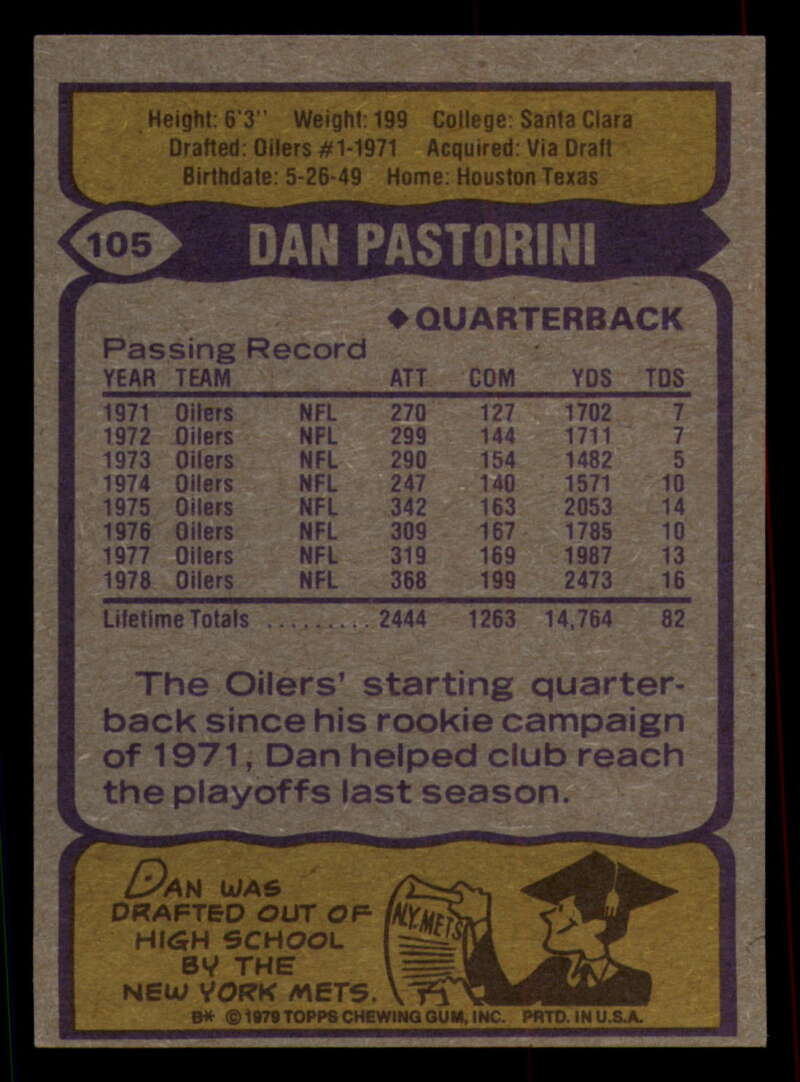 Height: 6'3" Weight: 199 College: Santa Clara
Drafted: Oilers #1-1971 Acquired: Via Draft
Birthdate: 5-26-49 Home: Houston Texas
105 DAN PASTORINI
♦QUARTERBACK
Passing Record
YEAR TEAM ATT COM YDS TDS
1971 Oilers NFL 270 127 1702 7
1972 Oilers NFL 299 144 1711 7
1973 Oilers NFL 290 154 1482 5
1974 Oilers NFL 247 140 1571 10
1975 Oilers NFL 342 163 2053 14
1976 Oilers NFL 309 167 1785 10
1977 Oilers NFL 319 169 1987 13
1978 Oilers NFL 368 199 2473 16
Lifetime Totals ......... 2444 1263 14,764 82
The Oilers' starting quarter-
back since his rookie campaign
of 1971, Dan helped club reach
the playoffs last season.
DAN WAS
DRAFTED OUT OF
HIGH SCHOOL
BY THE
NEW YORK METS.
N.Y. METS
B* © 1979 TOPPS CHEWING GUM, INC. PRTD. IN U.S.A.